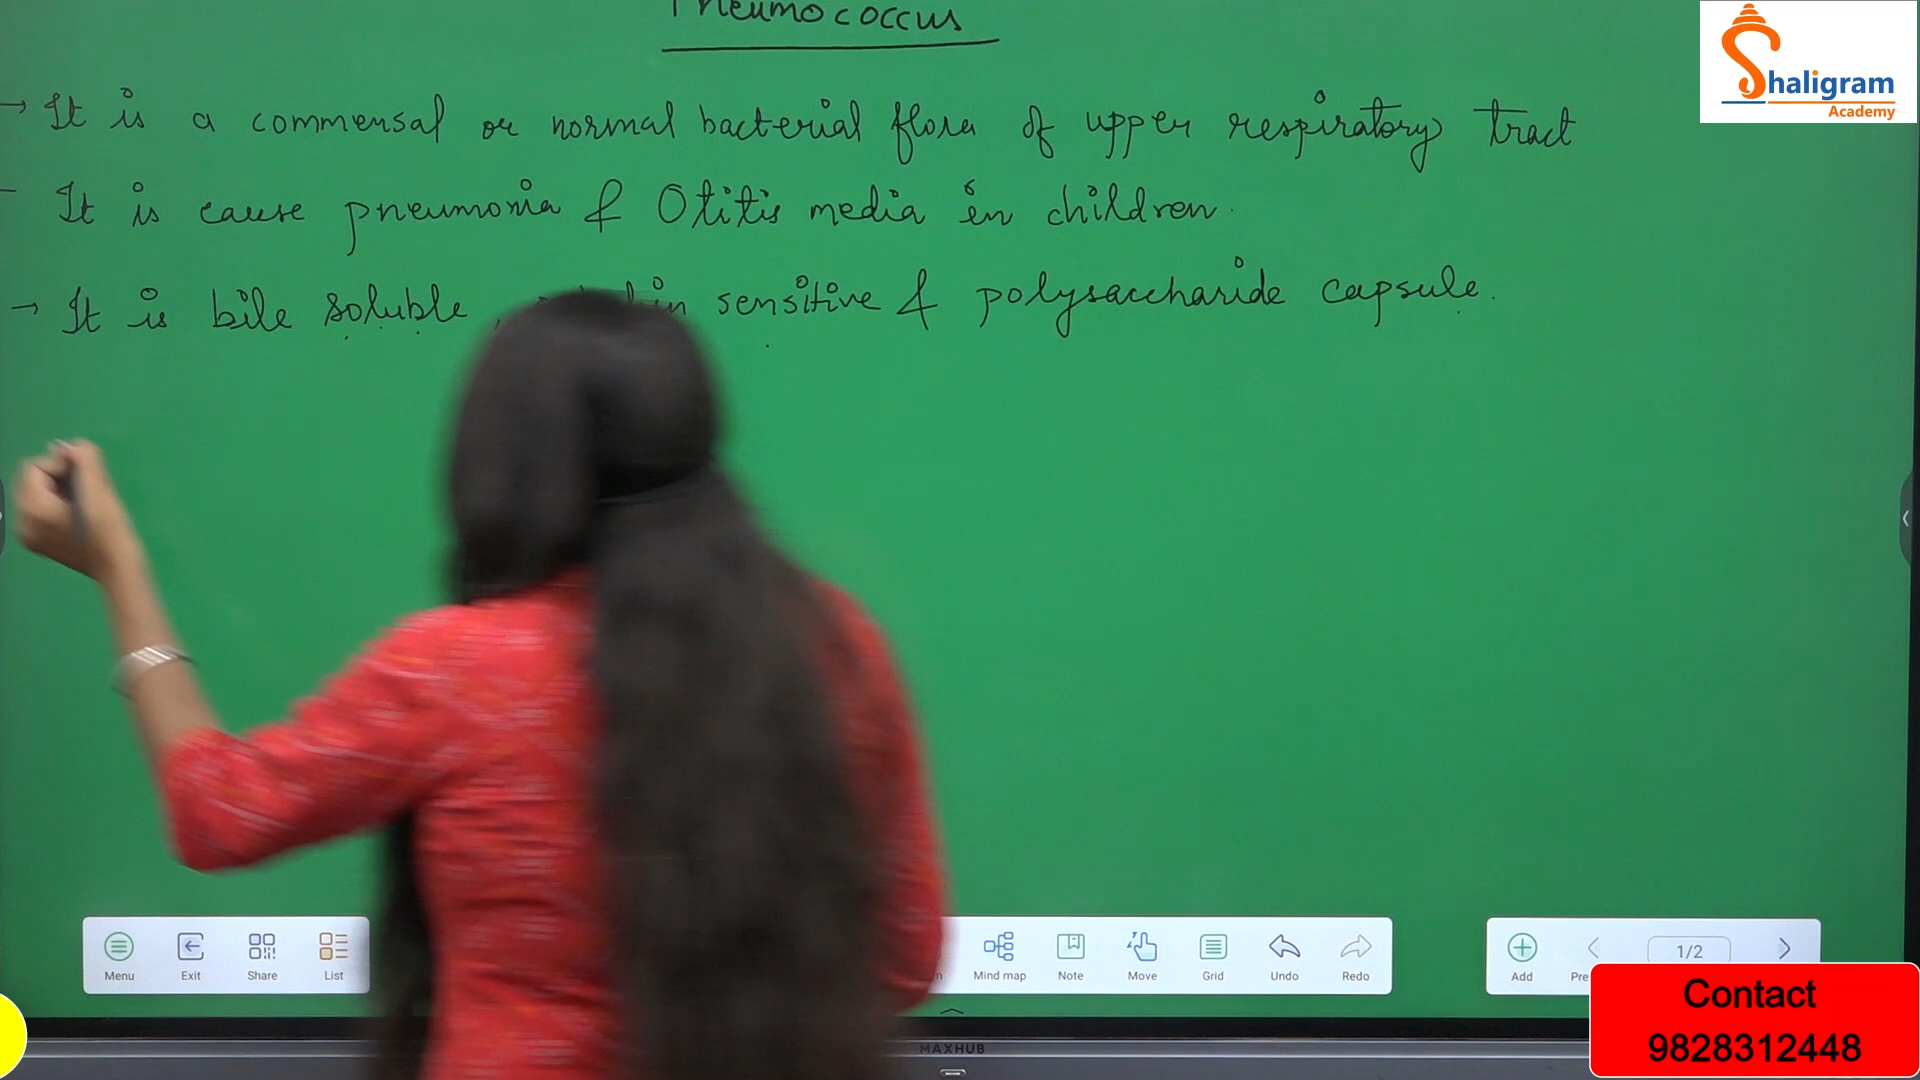 Pneumococcus
Shaligram
Academy
→ It is a commensal or normal bacterial flora of upper respiratory tract
- It is cause pneumonia & Otitis media in children.
→ It is bile soluble, sensitive & polysaccharide capsule.
Menu Exit Share List Mind map Note Move Grid Undo Redo Add 1/2
Contact
9828312448
MAXHUB